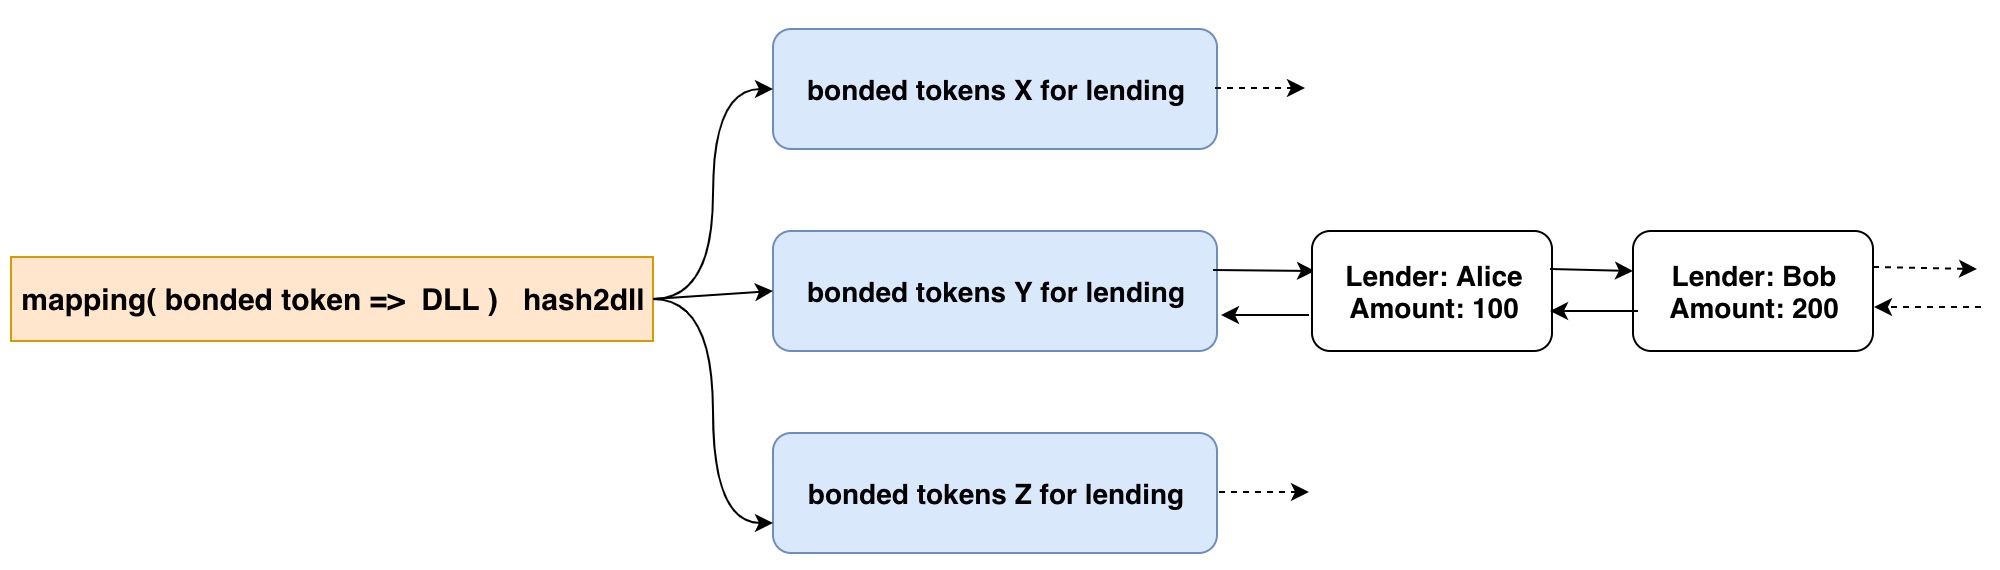 bonded tokens X for lending
mapping( bonded token => DLL ) hash2dll
bonded tokens Y for lending
Lender: Alice
Amount: 100
Lender: Bob
Amount: 200
bonded tokens Z for lending